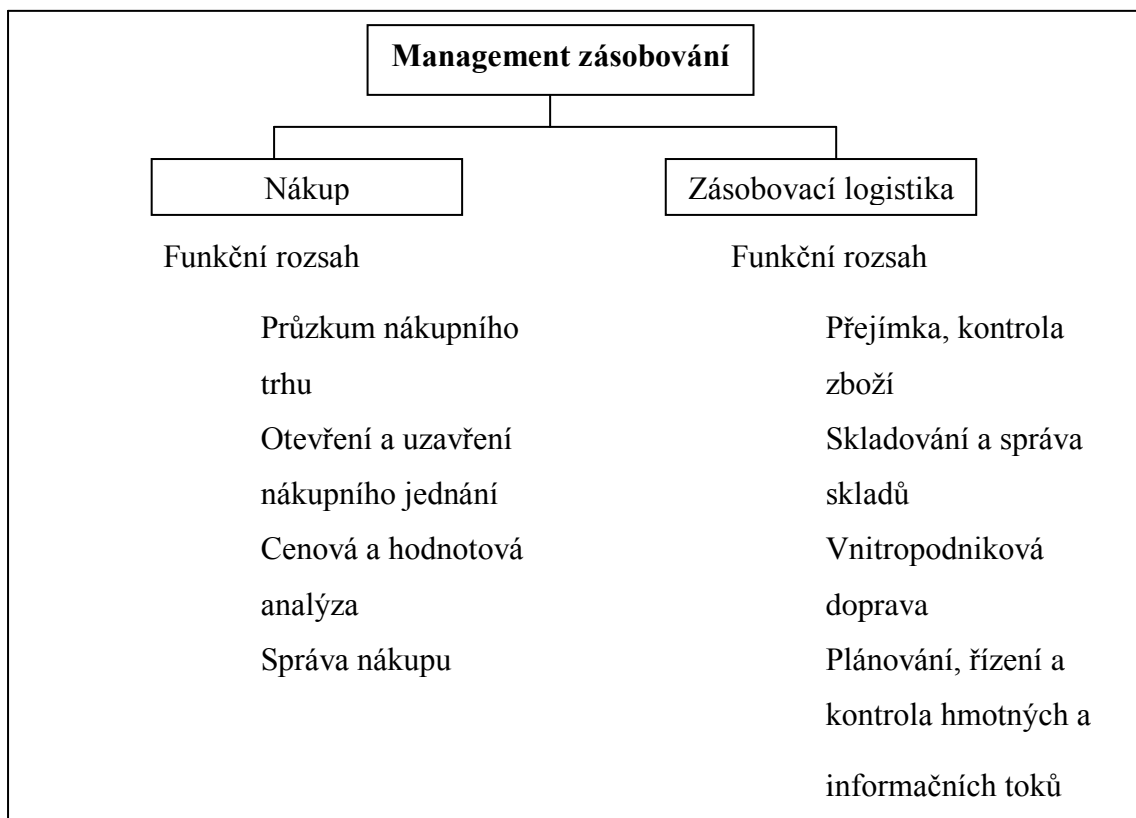 Management zásobování
Nákup
Funkční rozsah
Průzkum nákupního
trhu
Otevření a uzavření
nákupního jednání
Cenová a hodnotová
analýza
Správa nákupu
Zásobovací logistika
Funkční rozsah
Přejímka, kontrola
zboží
Skladování a správa
skladů
Vnitropodniková
doprava
Plánování, řízení a
kontrola hmotných a
informačních toků